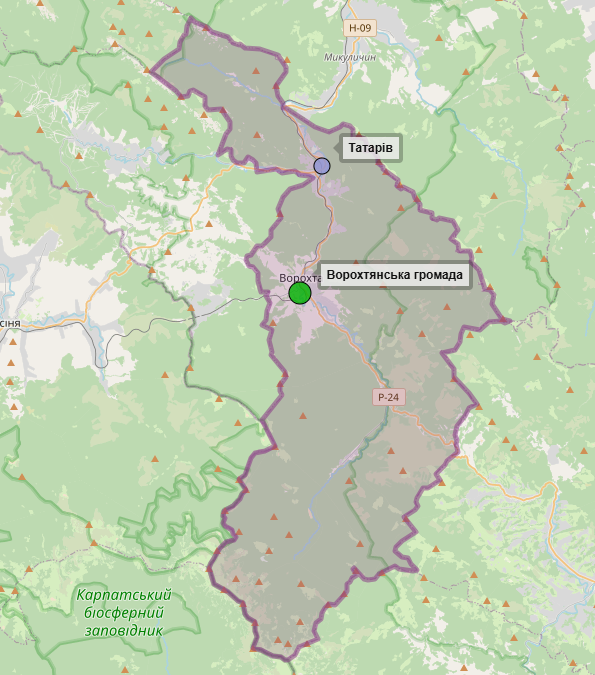 Н-09
Микуличин
Татарів
Ворохта
Ворохтянська громада
сіня
Р-24
Карпатський
біосферний
заповідник